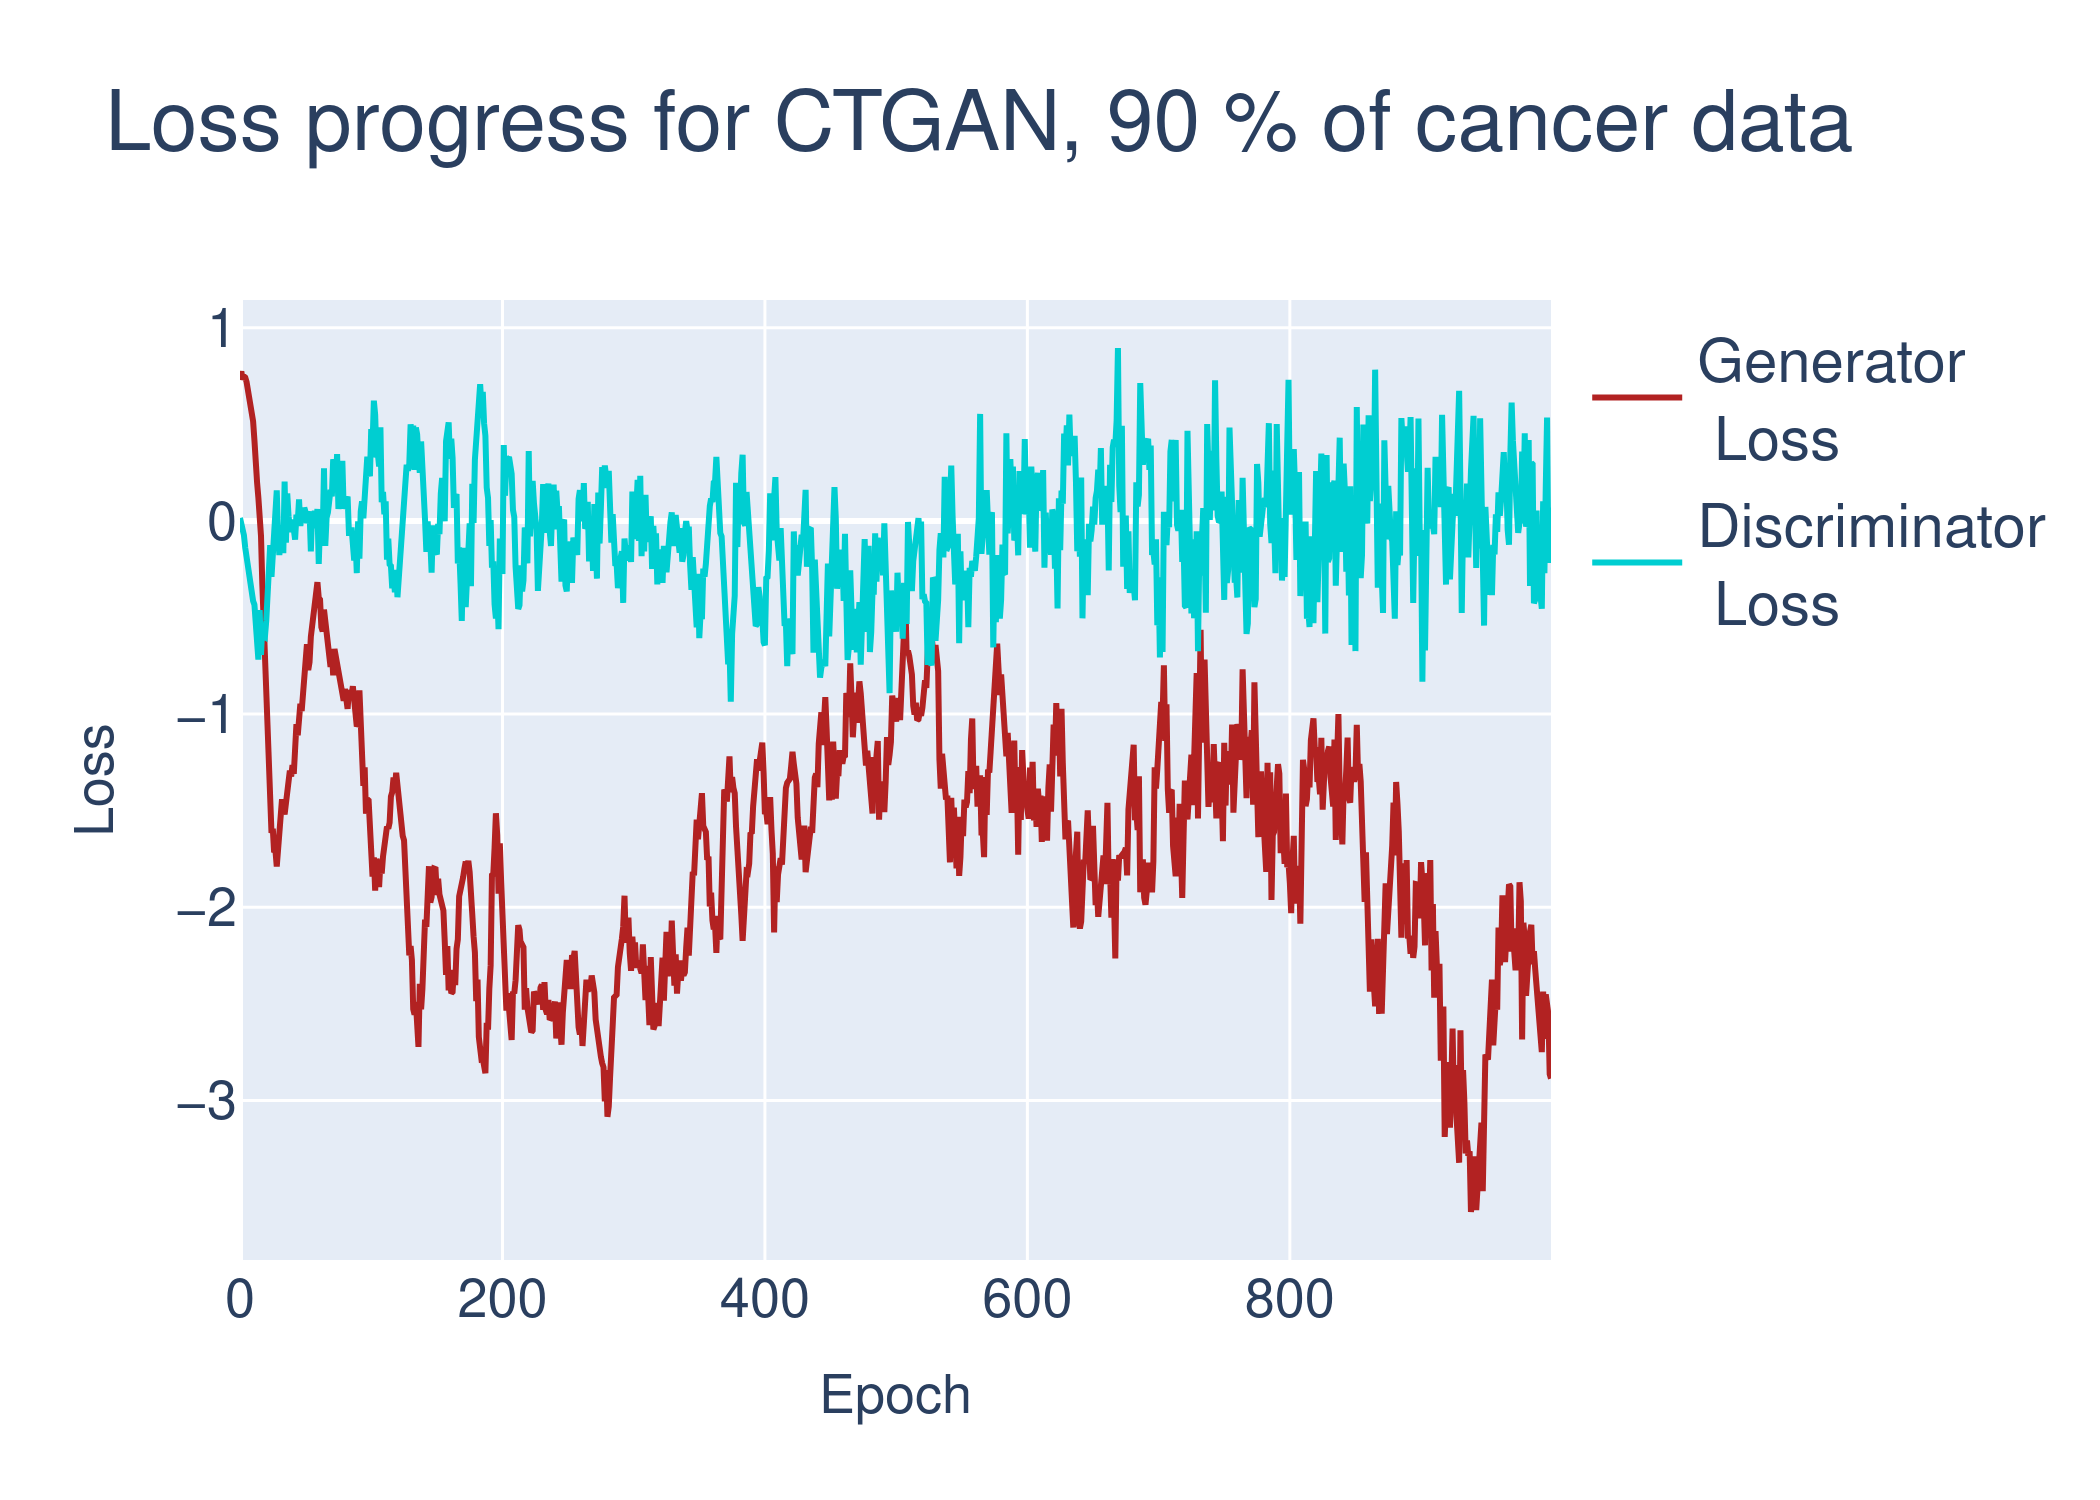 Loss progress for CTGAN, 90 % of cancer data
1
0
−1
−2
−3
Loss
0 200 400 600 800
Epoch
Generator
Loss
Discriminator
Loss